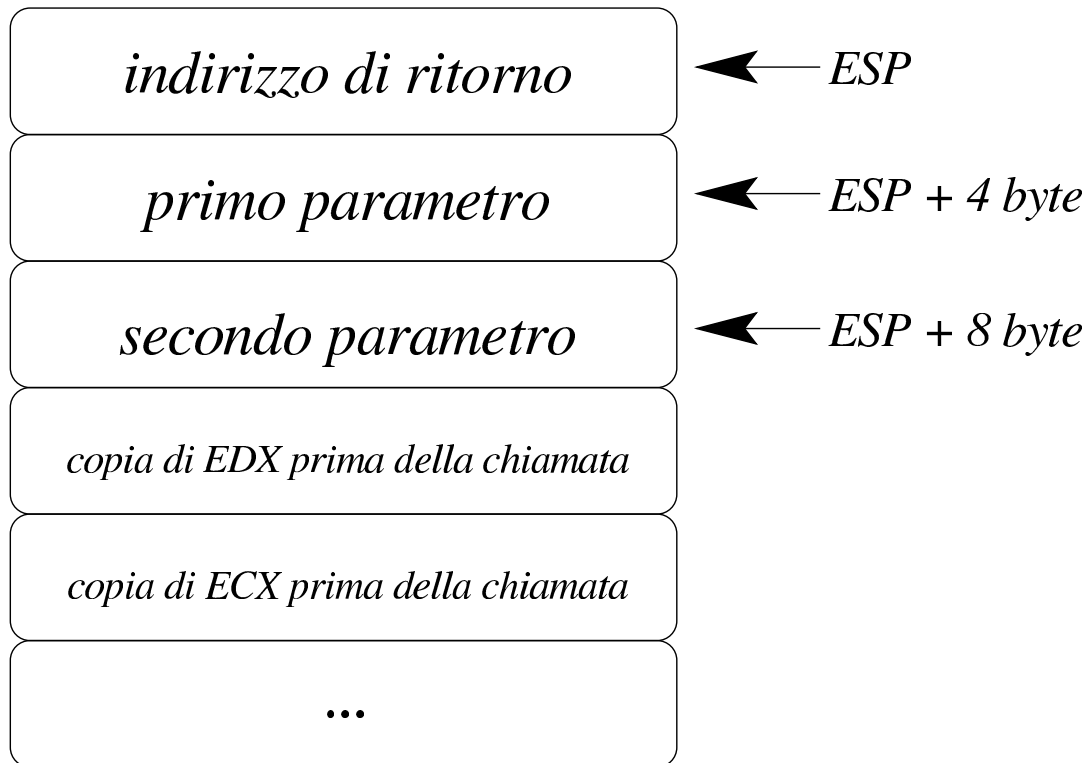 indirizzo di ritorno
ESP
primo parametro
ESP + 4 byte
secondo parametro
ESP + 8 byte
copia di EDX prima della chiamata
copia di ECX prima della chiamata
...